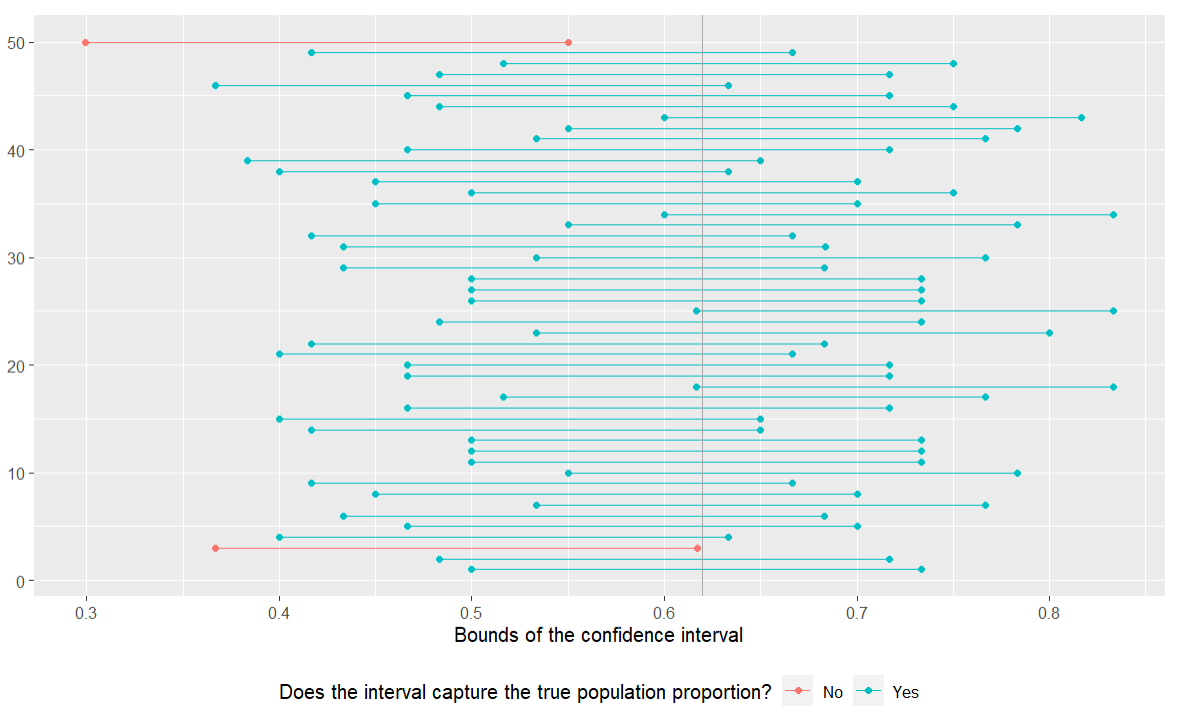 50
40
30
20
10
0
0.3 0.4 0.5 0.6 0.7 0.8
Bounds of the confidence interval
Does the interval capture the true population proportion? No Yes